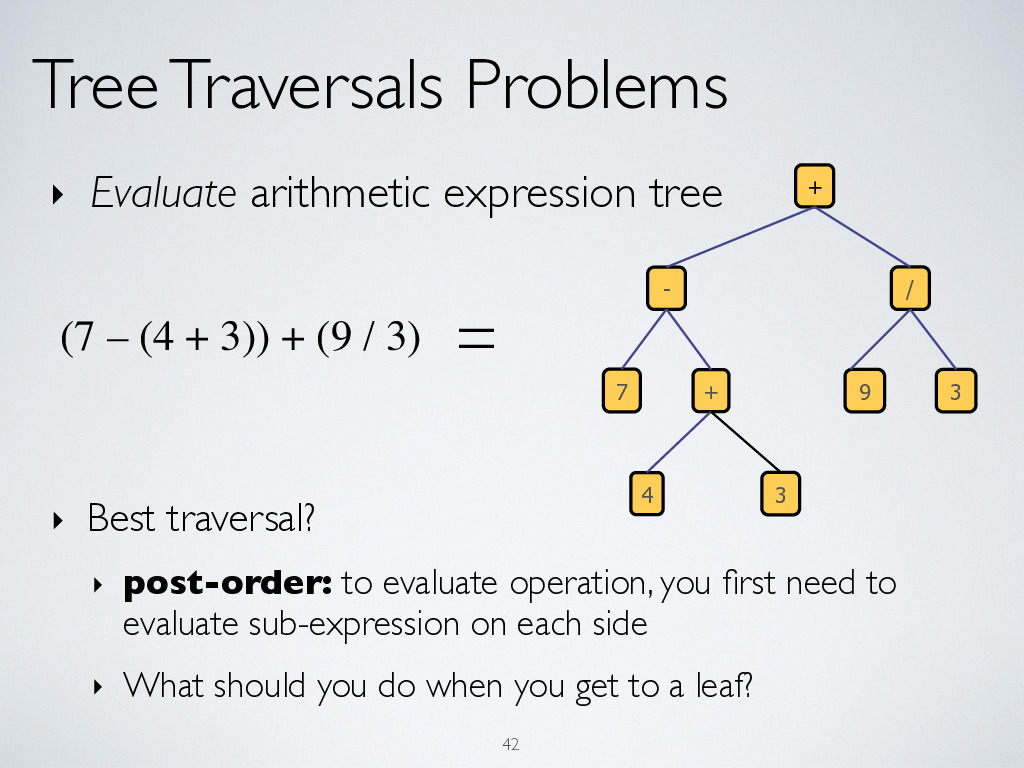 Tree Traversals Problems
‣ Evaluate arithmetic expression tree
(7 – (4 + 3)) + (9 / 3) =
+
- /
7 + 9 3
4 3
‣ Best traversal?
‣ post-order: to evaluate operation, you first need to
evaluate sub-expression on each side
‣ What should you do when you get to a leaf?
42